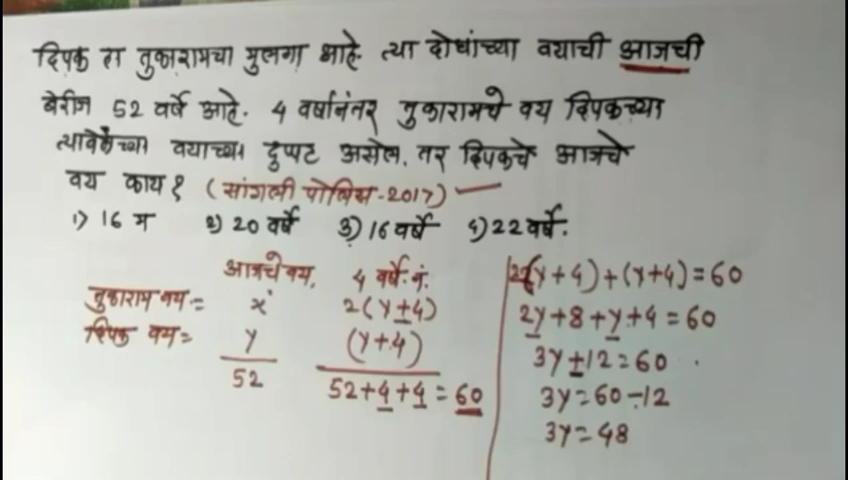 दिपक हा तुकारामचा मुलगा आहे. त्या दोघांच्या वयाची आजची
बेरीज 52 वर्षे आहे. 4 वर्षानंतर तुकारामचे वय दिपकच्या
त्यावेळच्या वयाच्या दुप्पट असेल. तर दिपकचे आजचे
वय काय? (सांगली पोलिस-2017)
1) 16 म 2) 20 वर्षे 3) 16 वर्षे 4) 22 वर्षे.
आजचे वय, 4 वर्षे. नं.
तुकाराम वय = x 2(y+4)
दिपक वय = y (y+4)
52 52+4+4=60
2(y+4)+(y+4)=60
2y+8+y+4=60
3y+12=60
3y=60-12
3y=48